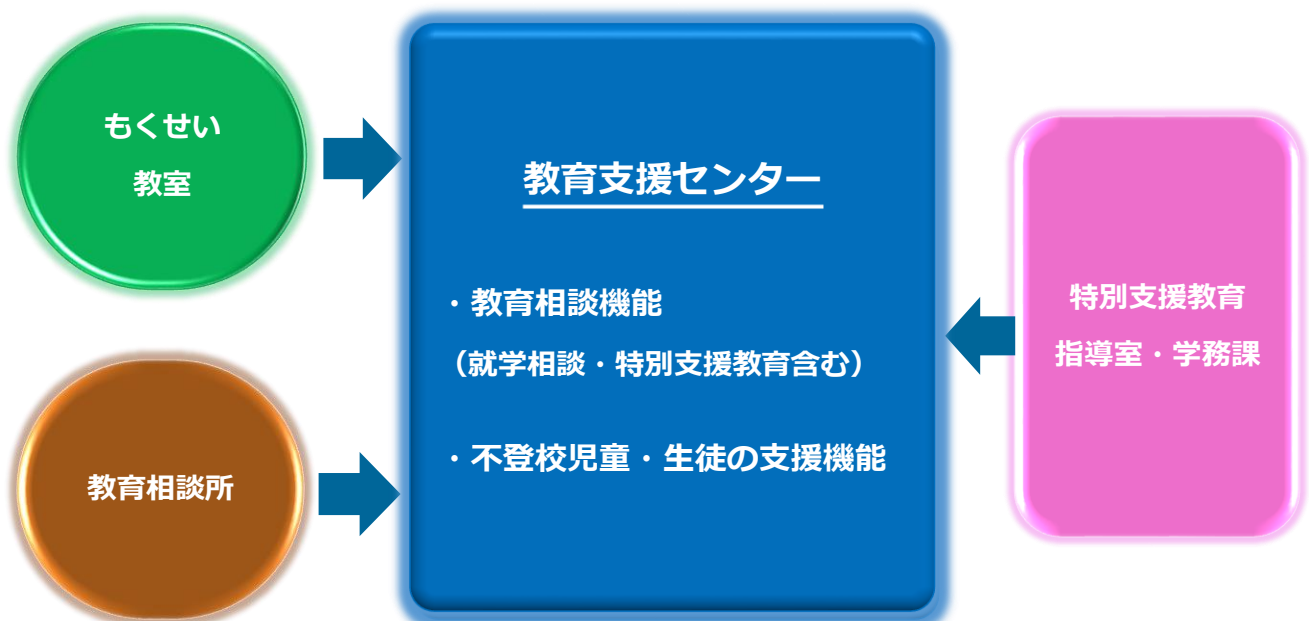 もくせい
教室
教育相談所
教育支援センター
・教育相談機能
（就学相談・特別支援教育含む）
・不登校児童・生徒の支援機能
特別支援教育
指導室・学務課